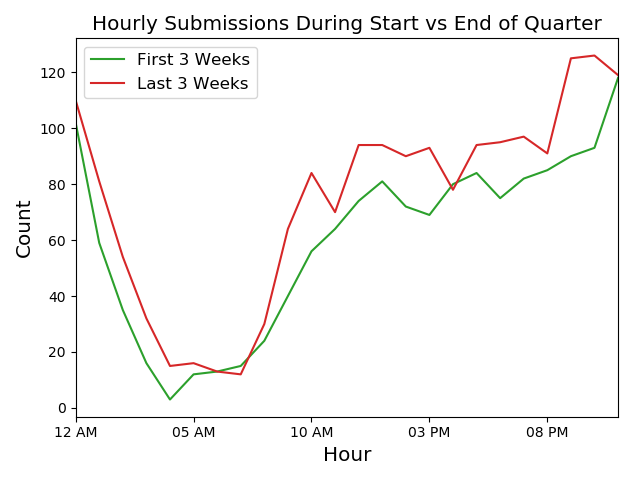 Hourly Submissions During Start vs End of Quarter
First 3 Weeks
Last 3 Weeks
120
100
80
60
40
20
0
Count
12 AM
05 AM
10 AM
03 PM
08 PM
Hour